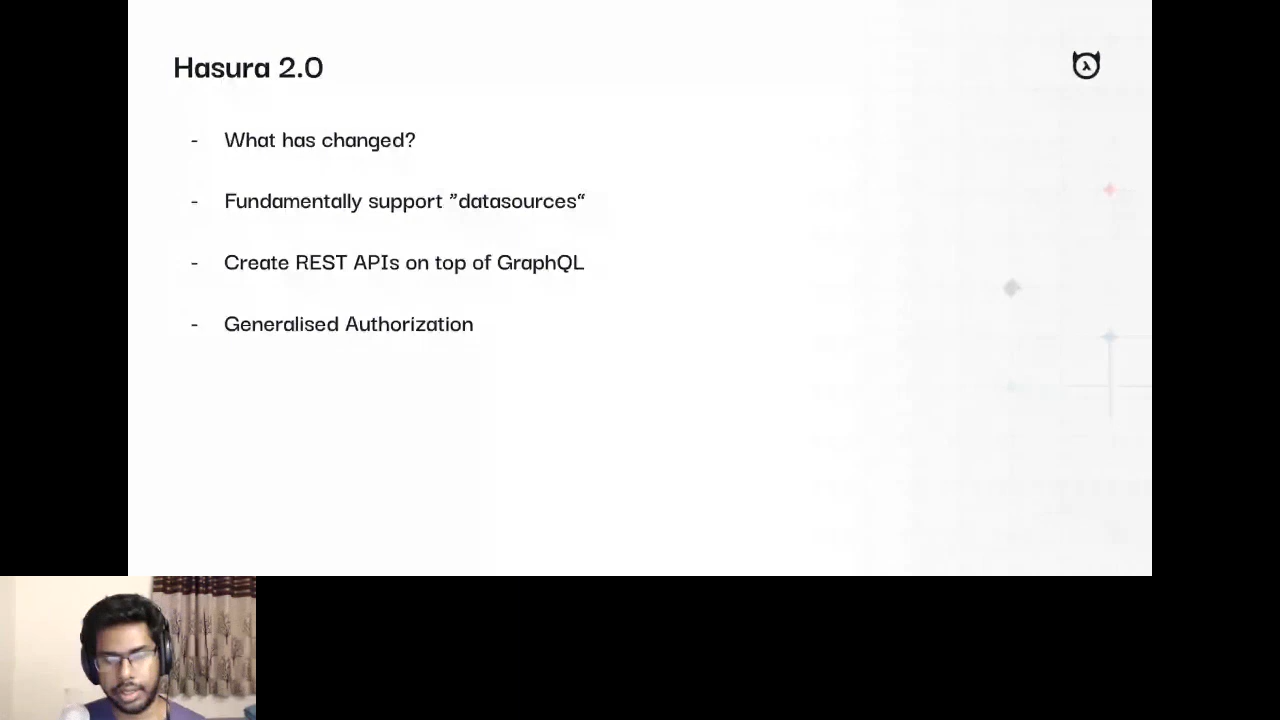 Hasura 2.0
- What has changed?
- Fundamentally support ”datasources“
- Create REST APIs on top of GraphQL
- Generalised Authorization